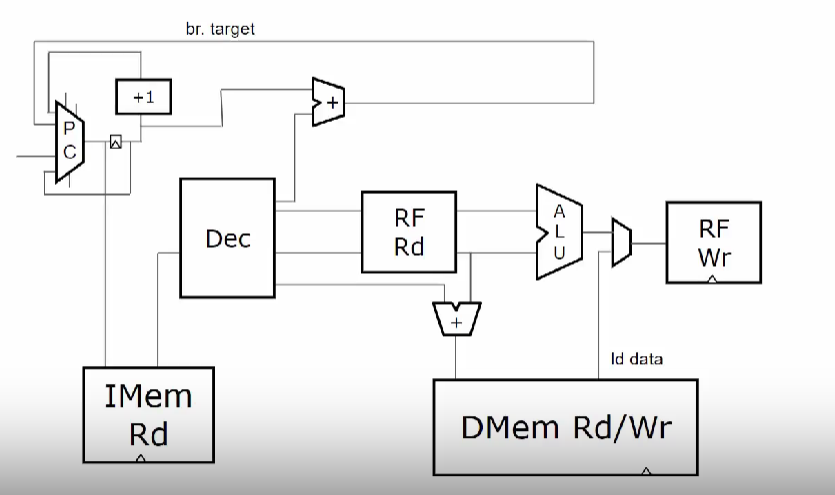 br. target
+1
P
C
+
Dec
RF
Rd
A
L
U
RF
Wr
+
ld data
IMem
Rd
DMem Rd/Wr